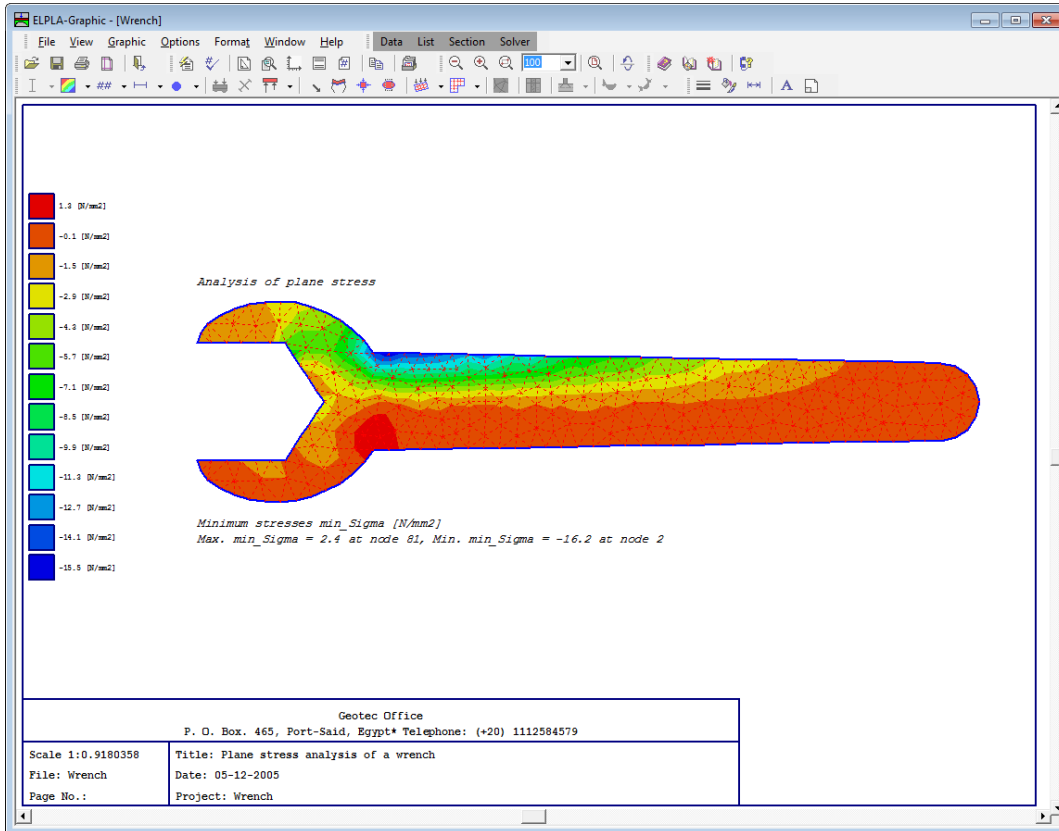 ELPLA-Graphic - [Wrench]
File View Graphic Options Format Window Help Data List Section Solver
100
1.3 [N/mm2]
-0.1 [N/mm2]
-1.5 [N/mm2]
-2.9 [N/mm2]
-4.3 [N/mm2]
-5.7 [N/mm2]
-7.1 [N/mm2]
-8.5 [N/mm2]
-9.9 [N/mm2]
-11.3 [N/mm2]
-12.7 [N/mm2]
-14.1 [N/mm2]
-15.5 [N/mm2]
Analysis of plane stress
Minimum stresses min_Sigma [N/mm2]
Max. min_Sigma = 2.4 at node 81, Min. min_Sigma = -16.2 at node 2
Geotec Office
P. O. Box. 465, Port-Said, Egypt* Telephone: (+20) 1112584579
Scale 1:0.9180358
File: Wrench
Page No.:
Title: Plane stress analysis of a wrench
Date: 05-12-2005
Project: Wrench